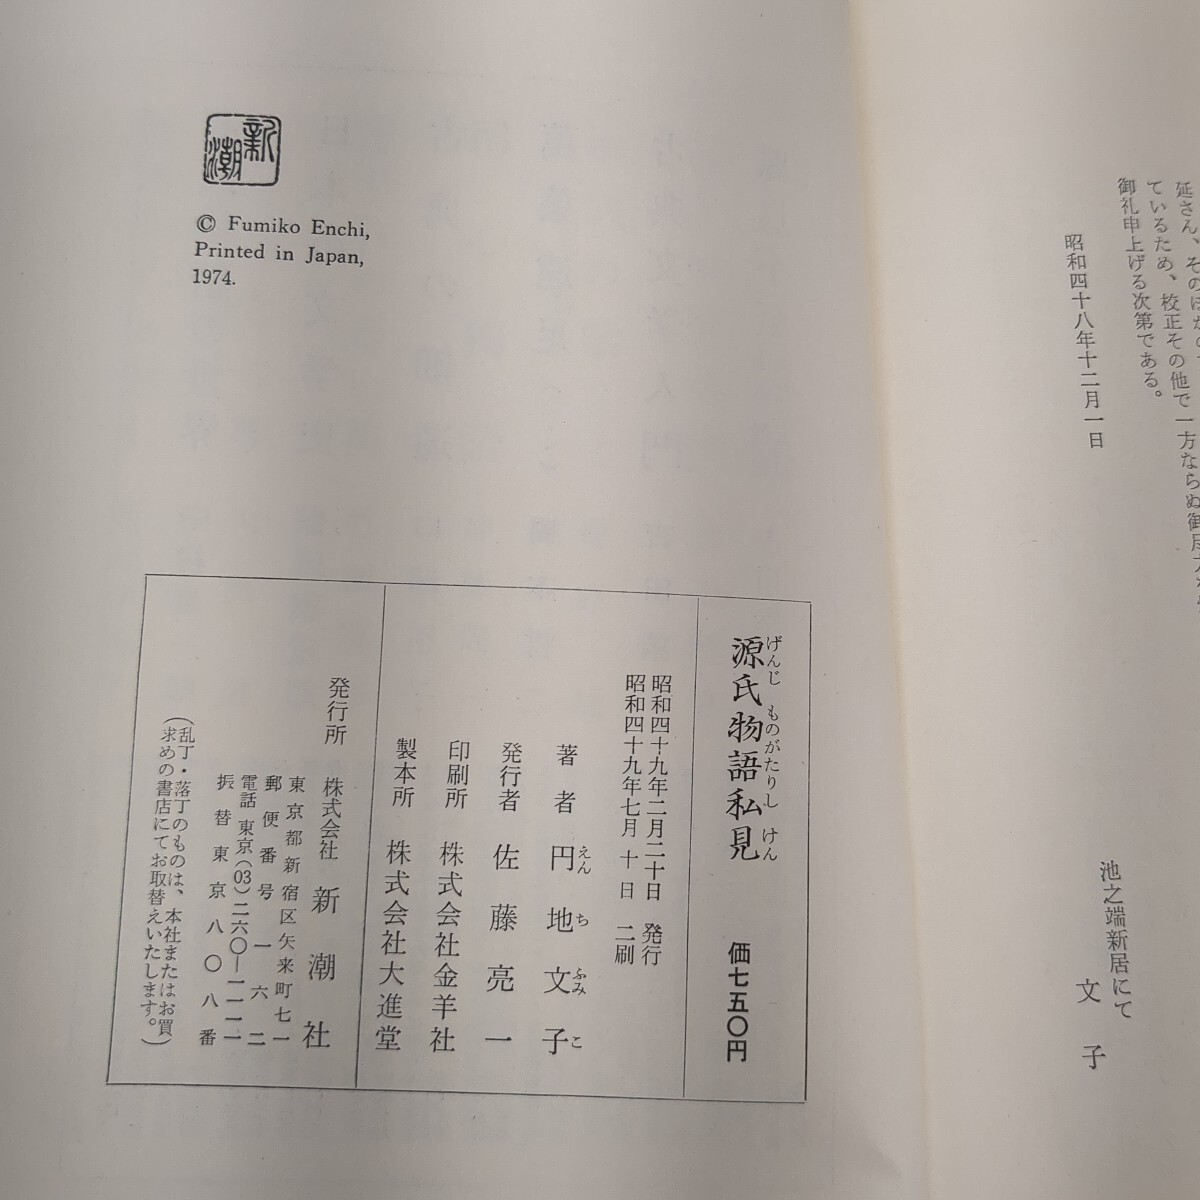 延さん、そのほかの
ているため、校正その他で一方ならぬ御尽力
御礼申上げる次第である。
昭和四十八年十二月一日
池之端新居にて
文子
新潮
© Fumiko Enchi,
Printed in Japan,
1974.
源氏物語私見
げんじ ものがたりし けん
価七五〇円
昭和四十九年二月二十日 発行
昭和四十九年七月 十 日 二刷
著者 円地文子
えん ち ふみ こ
発行者 佐藤亮一
印刷所 株式会社金羊社
製本所 株式会社大進堂
発行所 株式会社 新潮社
東京都新宿区矢来町七一
郵便番号 一六二
電話 東京(03)二六〇―一一一一
振替東京 八〇八番
(乱丁・落丁のものは、本社またはお買
求めの書店にてお取替えいたします。)